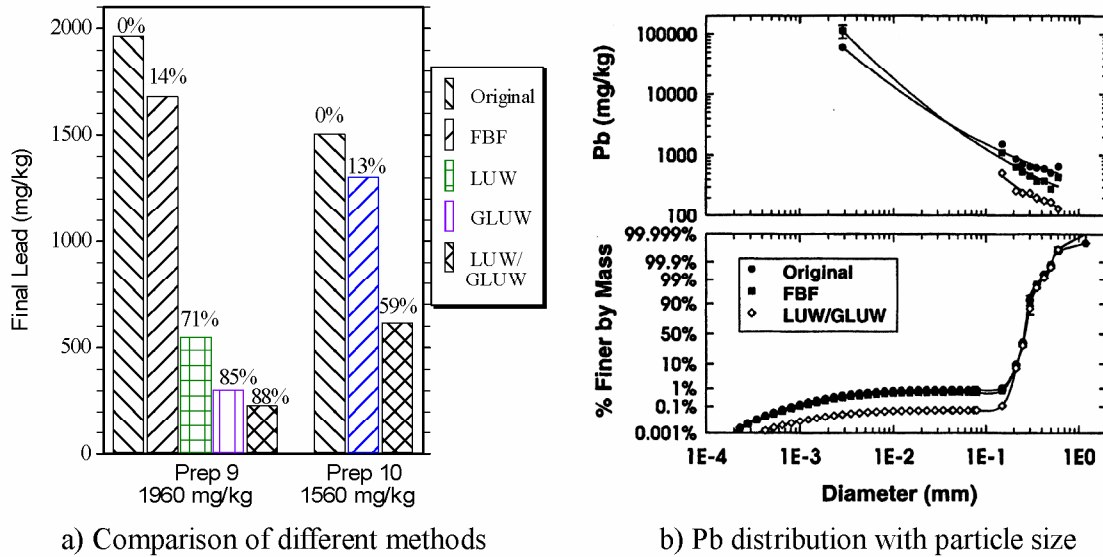 2000
1500
1000
500
0
Final Lead (mg/kg)
0%
14%
71%
85%
88%
0%
13%
59%
Original
FBF
LUW
GLUW
LUW/
GLUW
Prep 9
1960 mg/kg
Prep 10
1560 mg/kg
a) Comparison of different methods
100000
10000
1000
100
Pb (mg/kg)
99.999%
99.9%
99%
90%
50%
10%
1%
0.1%
0.001%
% Finer by Mass
Original
FBF
LUW/GLUW
1E-4
1E-3
1E-2
1E-1
1E0
Diameter (mm)
b) Pb distribution with particle size